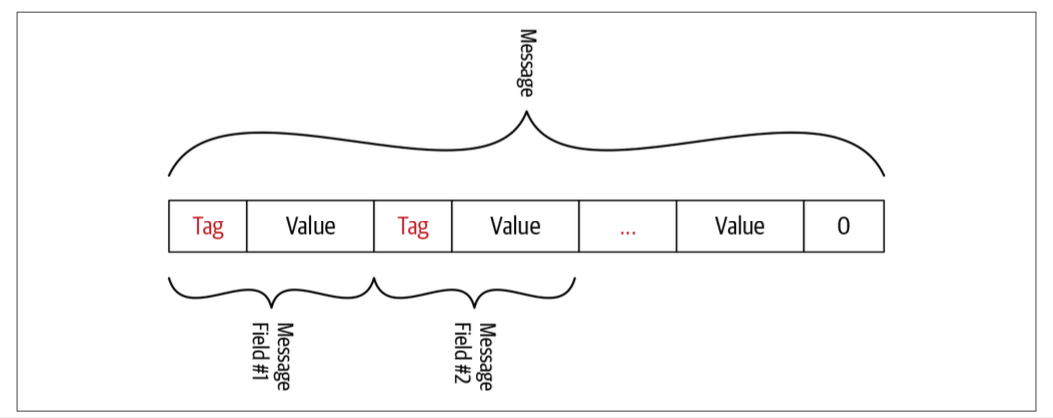 Message
Tag Value Tag Value ... Value 0
Message
Field #1
Message
Field #2